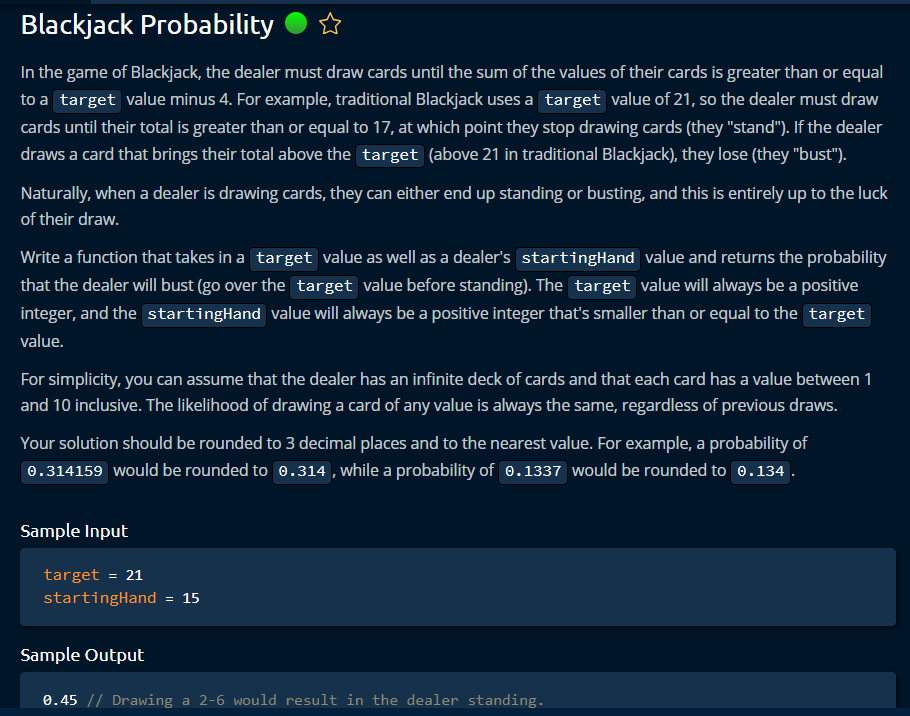 Blackjack Probability
In the game of Blackjack, the dealer must draw cards until the sum of the values of their cards is greater than or equal
to a target value minus 4. For example, traditional Blackjack uses a target value of 21, so the dealer must draw
cards until their total is greater than or equal to 17, at which point they stop drawing cards (they "stand"). If the dealer
draws a card that brings their total above the target (above 21 in traditional Blackjack), they lose (they "bust").
Naturally, when a dealer is drawing cards, they can either end up standing or busting, and this is entirely up to the luck
of their draw.
Write a function that takes in a target value as well as a dealer's startingHand value and returns the probability
that the dealer will bust (go over the target value before standing). The target value will always be a positive
integer, and the startingHand value will always be a positive integer that's smaller than or equal to the target
value.
For simplicity, you can assume that the dealer has an infinite deck of cards and that each card has a value between 1
and 10 inclusive. The likelihood of drawing a card of any value is always the same, regardless of previous draws.
Your solution should be rounded to 3 decimal places and to the nearest value. For example, a probability of
0.314159 would be rounded to 0.314, while a probability of 0.1337 would be rounded to 0.134.
Sample Input
target = 21
startingHand = 15
Sample Output
0.45 // Drawing a 2-6 would result in the dealer standing.